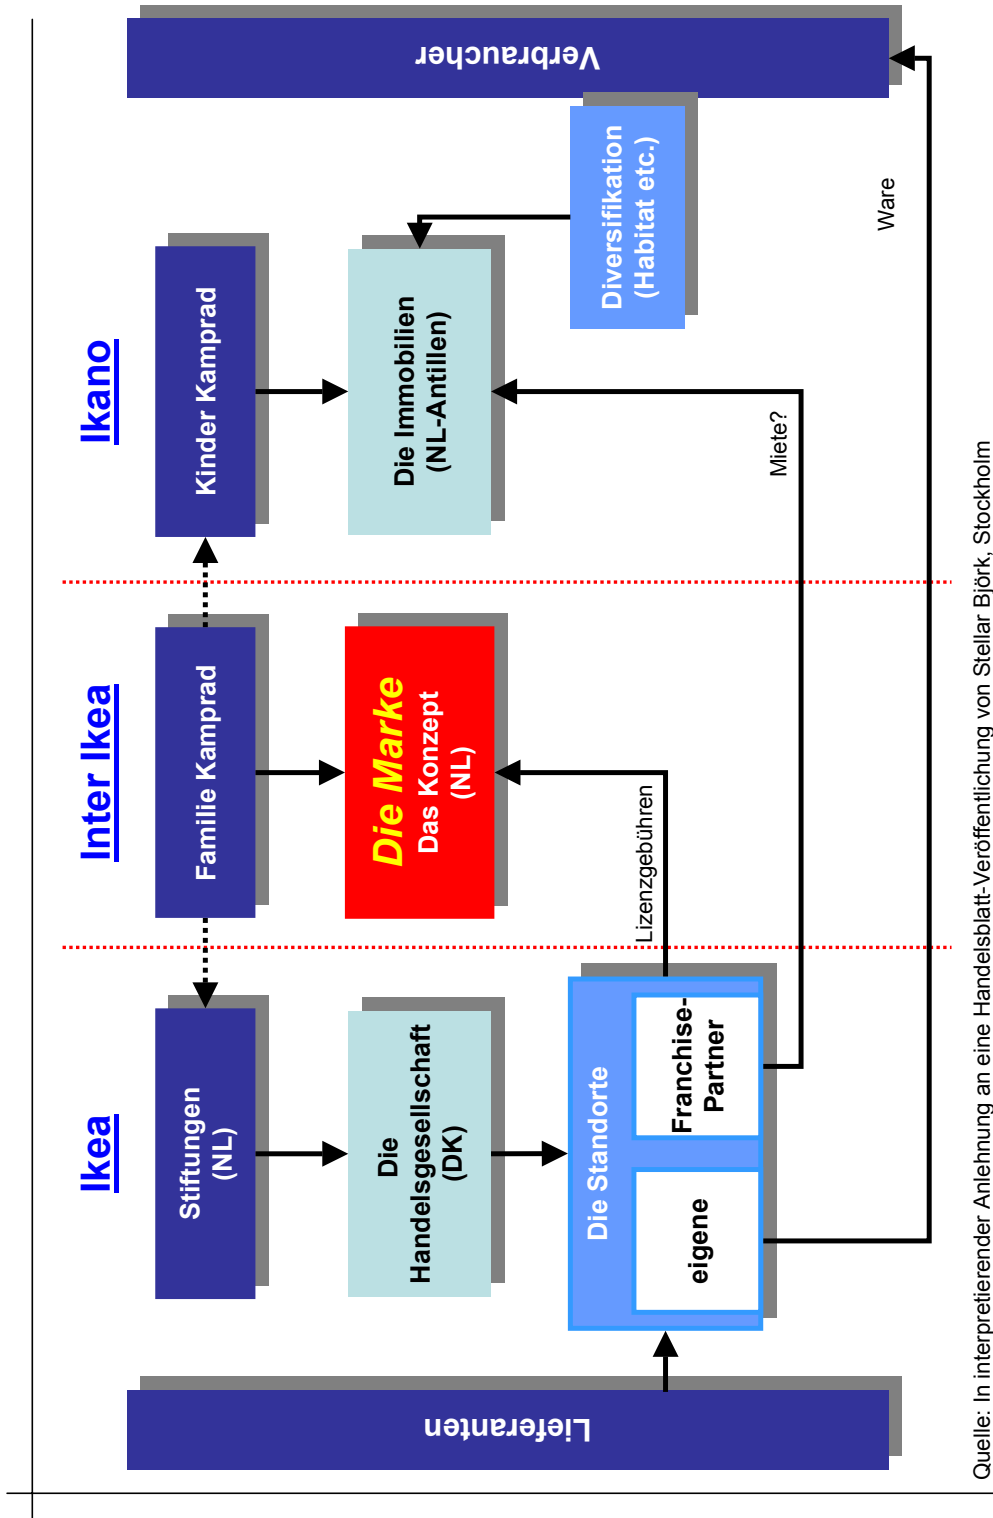 Ikea
Inter Ikea
Ikano
Lieferanten
Stiftungen
(NL)
Familie Kamprad
Kinder Kamprad
Verbraucher
Die
Handelsgesellschaft
(DK)
Die Marke
Das Konzept
(NL)
Die Immobilien
(NL-Antillen)
Die Standorte
eigene
Franchise-
Partner
Lizenzgebühren
Miete?
Diversifikation
(Habitat etc.)
Ware
Quelle: In interpretierender Anlehnung an eine Handelsblatt-Veröffentlichung von Stellar Björk, Stockholm